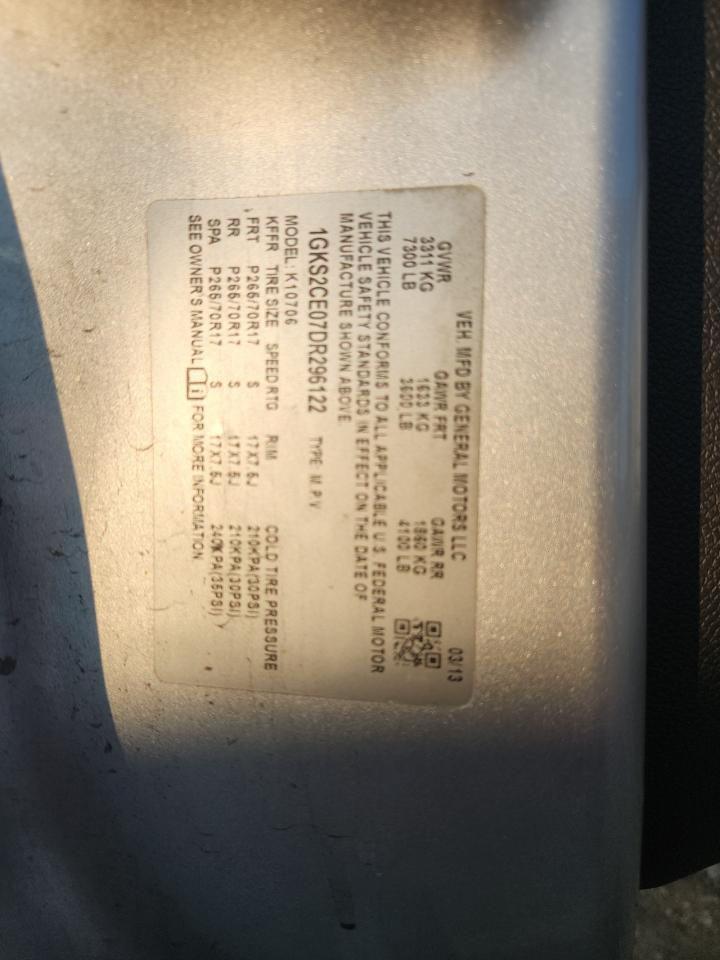 VEH. MFD BY GENERAL MOTORS LLC 03/13
GVWR GAWR FRT GAWR RR
3311 KG 1633 KG 1860 KG
7300 LB 3600 LB 4100 LB
THIS VEHICLE CONFORMS TO ALL APPLICABLE U.S. FEDERAL MOTOR
VEHICLE SAFETY STANDARDS IN EFFECT ON THE DATE OF
MANUFACTURE SHOWN ABOVE.
1GKS2CE07DR296122 TYPE: M.P.V.
MODEL: K10706
KFFR TIRE SIZE SPEED RTG RIM COLD TIRE PRESSURE
FRT P265/70R17 S 17X7.5J 210KPA(30PSI)
RR P265/70R17 S 17X7.5J 210KPA(30PSI)
SPA P265/70R17 S 17X7.5J 240KPA(35PSI)
SEE OWNER'S MANUAL i FOR MORE INFORMATION